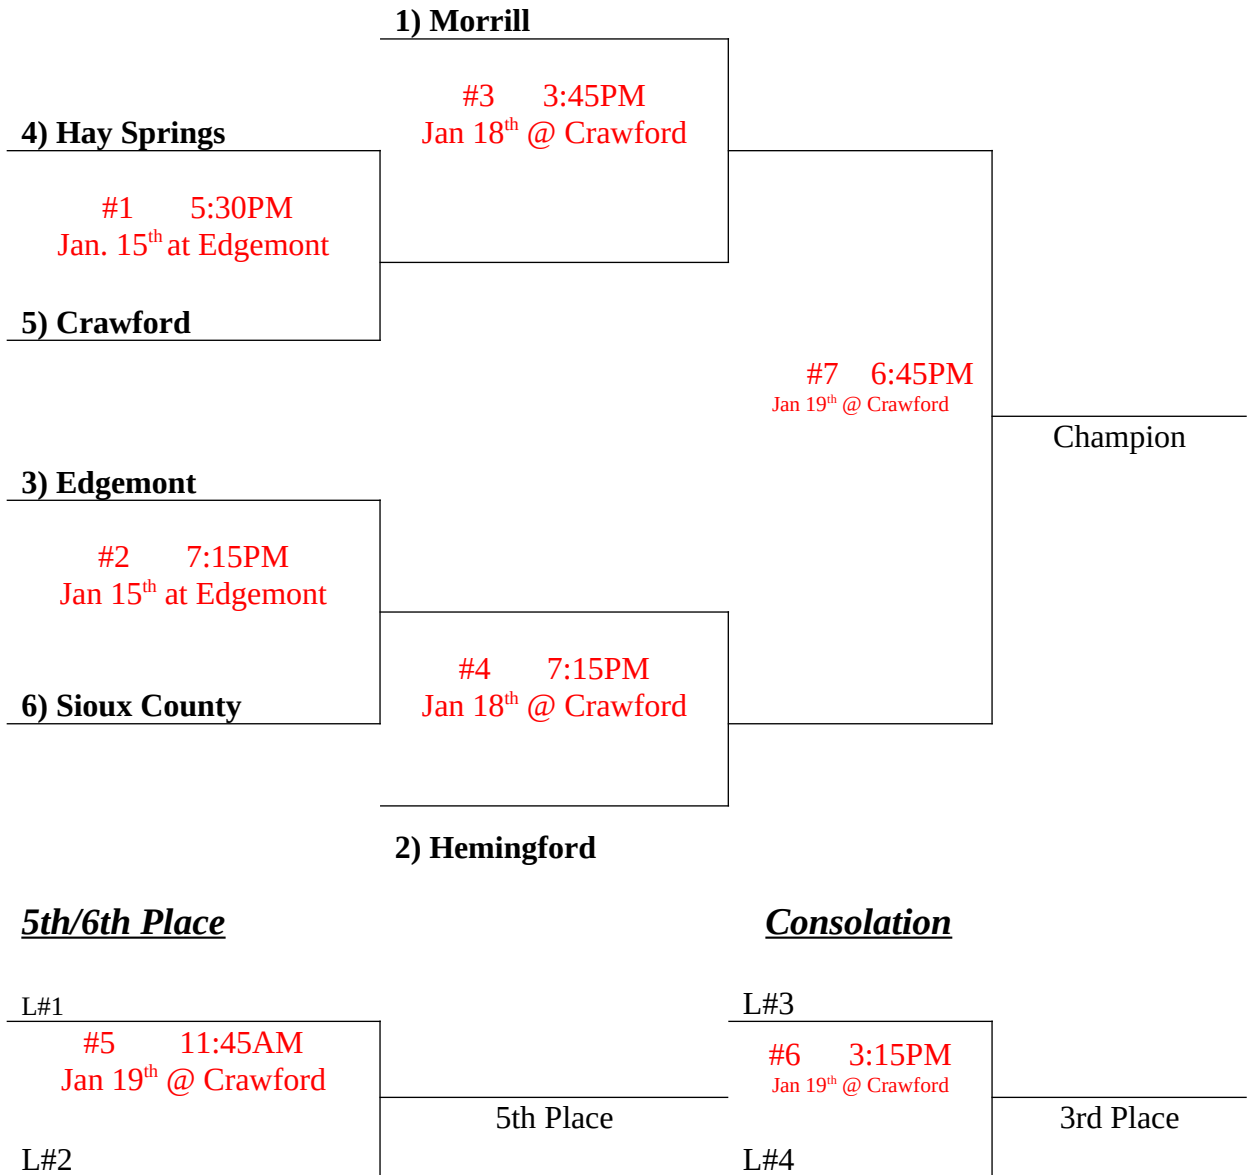 1) Morrill
#3 3:45PM
Jan 18th @ Crawford
4) Hay Springs
#1 5:30PM
Jan. 15th at Edgemont
5) Crawford
#7 6:45PM
Jan 19th @ Crawford
Champion
3) Edgemont
#2 7:15PM
Jan 15th at Edgemont
#4 7:15PM
Jan 18th @ Crawford
6) Sioux County
2) Hemingford
5th/6th Place
Consolation
L#1
L#3
#5 11:45AM
Jan 19th @ Crawford
#6 3:15PM
Jan 19th @ Crawford
5th Place
3rd Place
L#2
L#4